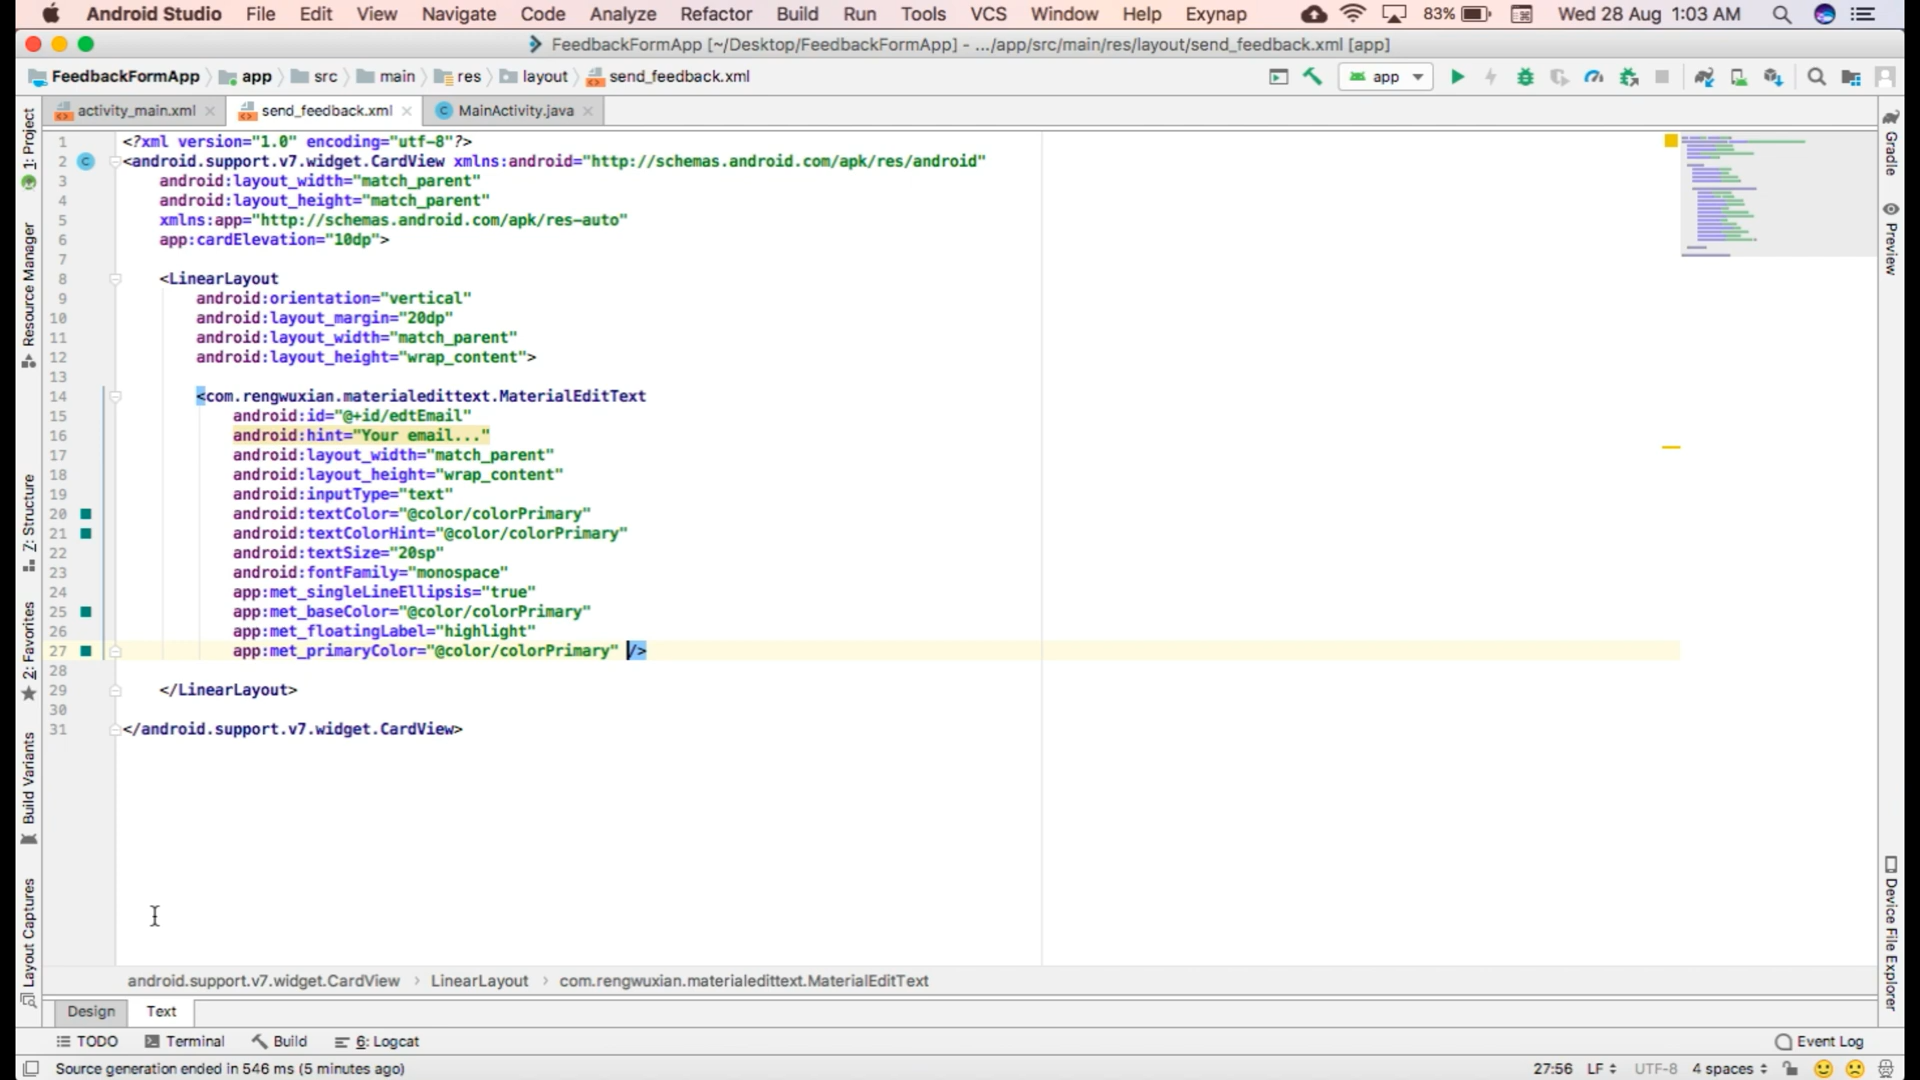 Android Studio File Edit View Navigate Code Analyze Refactor Build Run Tools VCS Window Help Exynap 83% Wed 28 Aug 1:03 AM
FeedbackFormApp [~/Desktop/FeedbackFormApp] - .../app/src/main/res/layout/send_feedback.xml [app]
FeedbackFormApp app src main res layout send_feedback.xml app
activity_main.xml send_feedback.xml MainActivity.java
1 <?xml version="1.0" encoding="utf-8"?>
2 <android.support.v7.widget.CardView xmlns:android="http://schemas.android.com/apk/res/android"
3 android:layout_width="match_parent"
4 android:layout_height="match_parent"
5 xmlns:app="http://schemas.android.com/apk/res-auto"
6 app:cardElevation="10dp">
7
8 <LinearLayout
9 android:orientation="vertical"
10 android:layout_margin="20dp"
11 android:layout_width="match_parent"
12 android:layout_height="wrap_content">
13
14 <com.rengwuxian.materialedittext.MaterialEditText
15 android:id="@+id/edtEmail"
16 android:hint="Your email..."
17 android:layout_width="match_parent"
18 android:layout_height="wrap_content"
19 android:inputType="text"
20 android:textColor="@color/colorPrimary"
21 android:textColorHint="@color/colorPrimary"
22 android:textSize="20sp"
23 android:fontFamily="monospace"
24 app:met_singleLineEllipsis="true"
25 app:met_baseColor="@color/colorPrimary"
26 app:met_floatingLabel="highlight"
27 app:met_primaryColor="@color/colorPrimary" />
28
29 </LinearLayout>
30
31 </android.support.v7.widget.CardView>
1: Project
Resource Manager
Z: Structure
2: Favorites
Build Variants
Layout Captures
Gradle
Preview
Device File Explorer
android.support.v7.widget.CardView › LinearLayout › com.rengwuxian.materialedittext.MaterialEditText
Design Text
TODO Terminal Build 6: Logcat Event Log
Source generation ended in 546 ms (5 minutes ago) 27:56 LF UTF-8 4 spaces